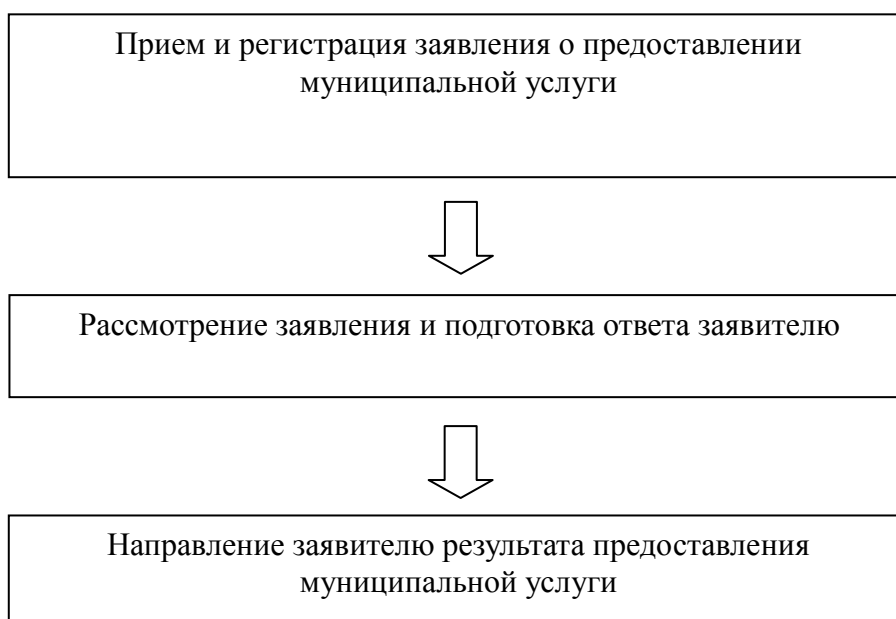 Прием и регистрация заявления о предоставлении
муниципальной услуги
Рассмотрение заявления и подготовка ответа заявителю
Направление заявителю результата предоставления
муниципальной услуги